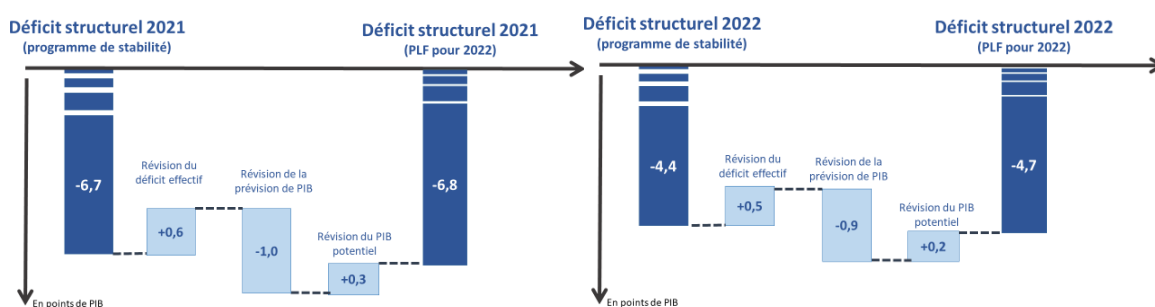 Déficit structurel 2021
(programme de stabilité)
Déficit structurel 2021
(PLF pour 2022)
-6,7
Révision du
déficit effectif
+0,6
Révision de la
prévision de PIB
-1,0
Révision du PIB
potentiel
+0,3
-6,8
En points de PIB
Déficit structurel 2022
(programme de stabilité)
Déficit structurel 2022
(PLF pour 2022)
-4,4
Révision du
déficit effectif
+0,5
Révision de la
prévision de PIB
-0,9
Révision du PIB
potentiel
+0,2
-4,7
En points de PIB